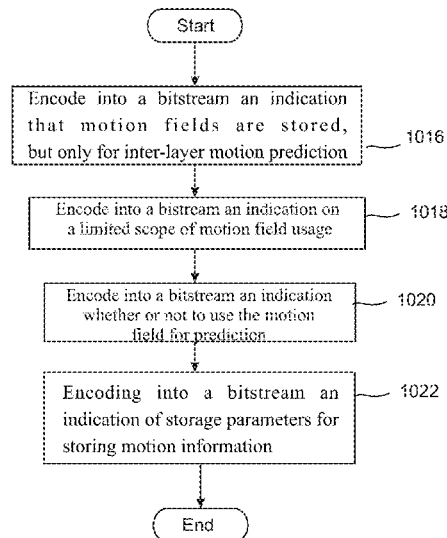 Start
Encode into a bitstream an indication
that motion fields are stored,
but only for inter-layer motion prediction
1016
Encode into a bistream an indication on
a limited scope of motion field usage
1018
Encode into a bistream an indication
whether or not to use the motion
field for prediction
1020
Encoding into a bitstream an
indication of storage parameters for
storing motion information
1022
End